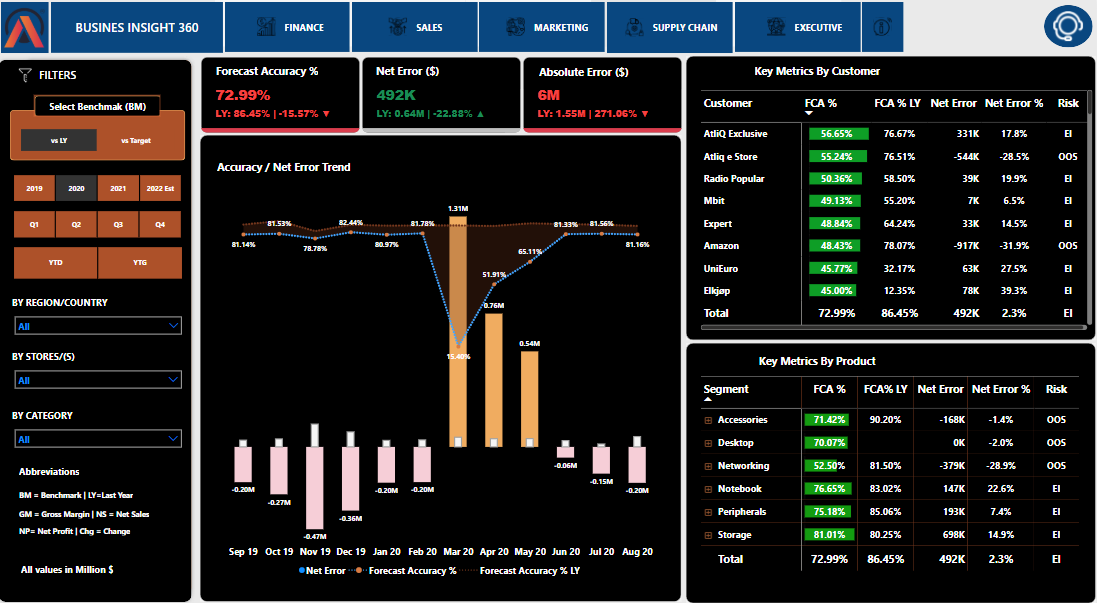 BUSINES INSIGHT 360
FINANCE
SALES
MARKETING
SUPPLY CHAIN
EXECUTIVE
FILTERS
Select Benchmak (BM)
vs LY
vs Target
2019 2020 2021 2022 Est
Q1 Q2 Q3 Q4
YTD YTG
BY REGION/COUNTRY
All
BY STORES/(S)
All
BY CATEGORY
All
Abbreviations
BM = Benchmark | LY=Last Year
GM = Gross Margin | NS = Net Sales
NP= Net Profit | Chg = Change
All values in Million $
Forecast Accuracy %
72.99%
LY: 86.45% | -15.57% ▼
Net Error ($)
492K
LY: 0.64M | -22.88% ▲
Absolute Error ($)
6M
LY: 1.55M | 271.06% ▼
Accuracy / Net Error Trend
1.31M
81.53% 82.44% 81.78% 81.33% 81.56%
81.14% 78.78% 80.97% 65.11% 81.16%
51.91%
0.76M
0.54M
15.40%
-0.20M -0.27M -0.47M -0.36M -0.20M -0.20M -0.06M -0.15M -0.20M
Sep 19 Oct 19 Nov 19 Dec 19 Jan 20 Feb 20 Mar 20 Apr 20 May 20 Jun 20 Jul 20 Aug 20
Net Error Forecast Accuracy % Forecast Accuracy % LY
Key Metrics By Customer
Customer FCA % FCA % LY Net Error Net Error % Risk
AtliQ Exclusive 56.65% 76.67% 331K 17.8% EI
Atliq e Store 55.24% 76.51% -544K -28.5% OOS
Radio Popular 50.36% 58.50% 39K 19.9% EI
Mbit 49.13% 55.20% 7K 6.5% EI
Expert 48.84% 64.24% 33K 14.5% EI
Amazon 48.43% 78.07% -917K -31.9% OOS
UniEuro 45.77% 32.17% 63K 27.5% EI
Elkjøp 45.00% 12.35% 78K 39.3% EI
Total 72.99% 86.45% 492K 2.3% EI
Key Metrics By Product
Segment FCA % FCA% LY Net Error Net Error % Risk
Accessories 71.42% 90.20% -168K -1.4% OOS
Desktop 70.07% 0K -2.0% OOS
Networking 52.50% 81.50% -379K -28.9% OOS
Notebook 76.65% 83.02% 147K 22.6% EI
Peripherals 75.18% 85.06% 193K 7.4% EI
Storage 81.01% 80.25% 698K 14.9% EI
Total 72.99% 86.45% 492K 2.3% EI